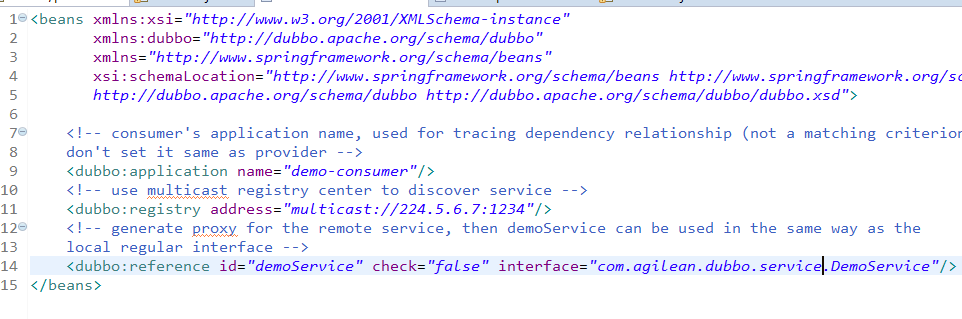 1 <beans xmlns:xsi="http://www.w3.org/2001/XMLSchema-instance"
2 xmlns:dubbo="http://dubbo.apache.org/schema/dubbo"
3 xmlns="http://www.springframework.org/schema/beans"
4 xsi:schemaLocation="http://www.springframework.org/schema/beans http://www.springframework.org/sc
5 http://dubbo.apache.org/schema/dubbo http://dubbo.apache.org/schema/dubbo/dubbo.xsd">
6
7 <!-- consumer's application name, used for tracing dependency relationship (not a matching criterion
8 don't set it same as provider -->
9 <dubbo:application name="demo-consumer"/>
10 <!-- use multicast registry center to discover service -->
11 <dubbo:registry address="multicast://224.5.6.7:1234"/>
12 <!-- generate proxy for the remote service, then demoService can be used in the same way as the
13 local regular interface -->
14 <dubbo:reference id="demoService" check="false" interface="com.agilean.dubbo.service.DemoService"/>
15 </beans>